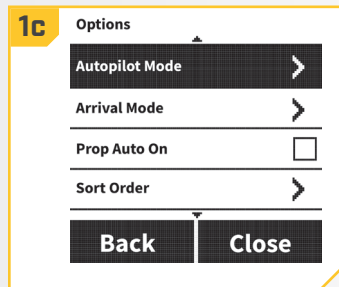 1c
Options
Autopilot Mode
Arrival Mode
Prop Auto On
Sort Order
Back Close